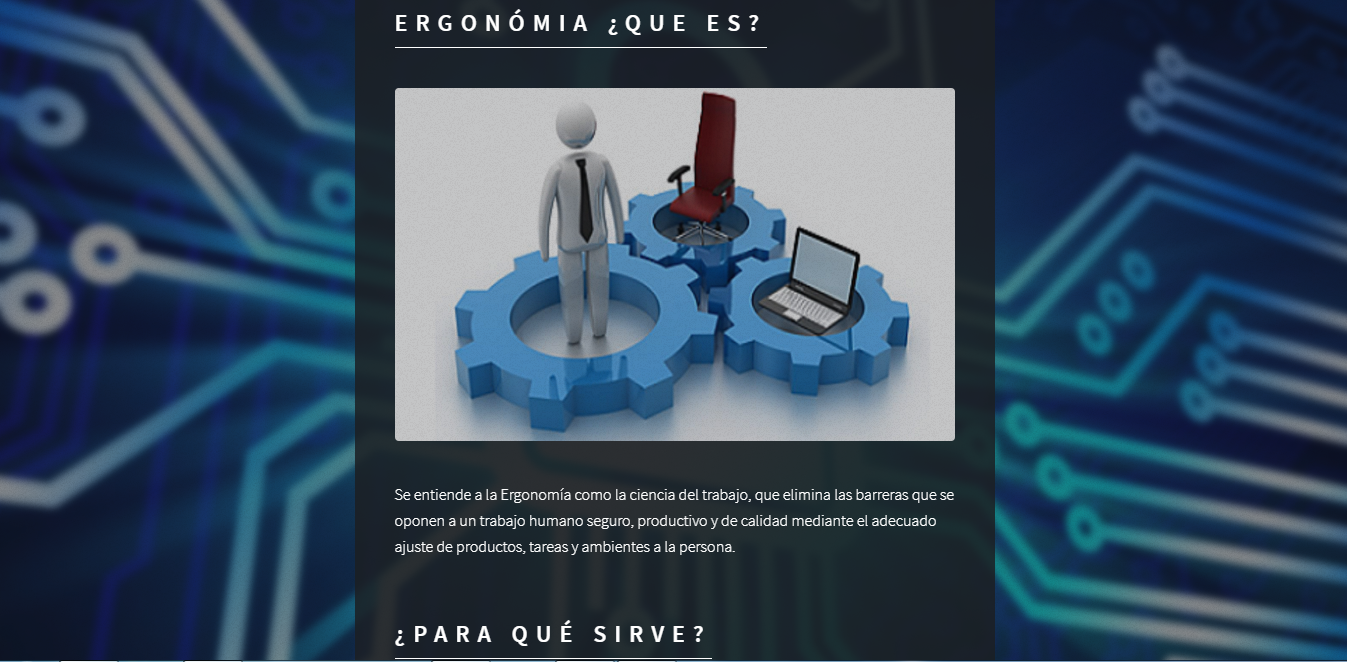 ERGONÓMIA ¿QUE ES?
Se entiende a la Ergonomía como la ciencia del trabajo, que elimina las barreras que se
oponen a un trabajo humano seguro, productivo y de calidad mediante el adecuado
ajuste de productos, tareas y ambientes a la persona.
¿PARA QUÉ SIRVE?